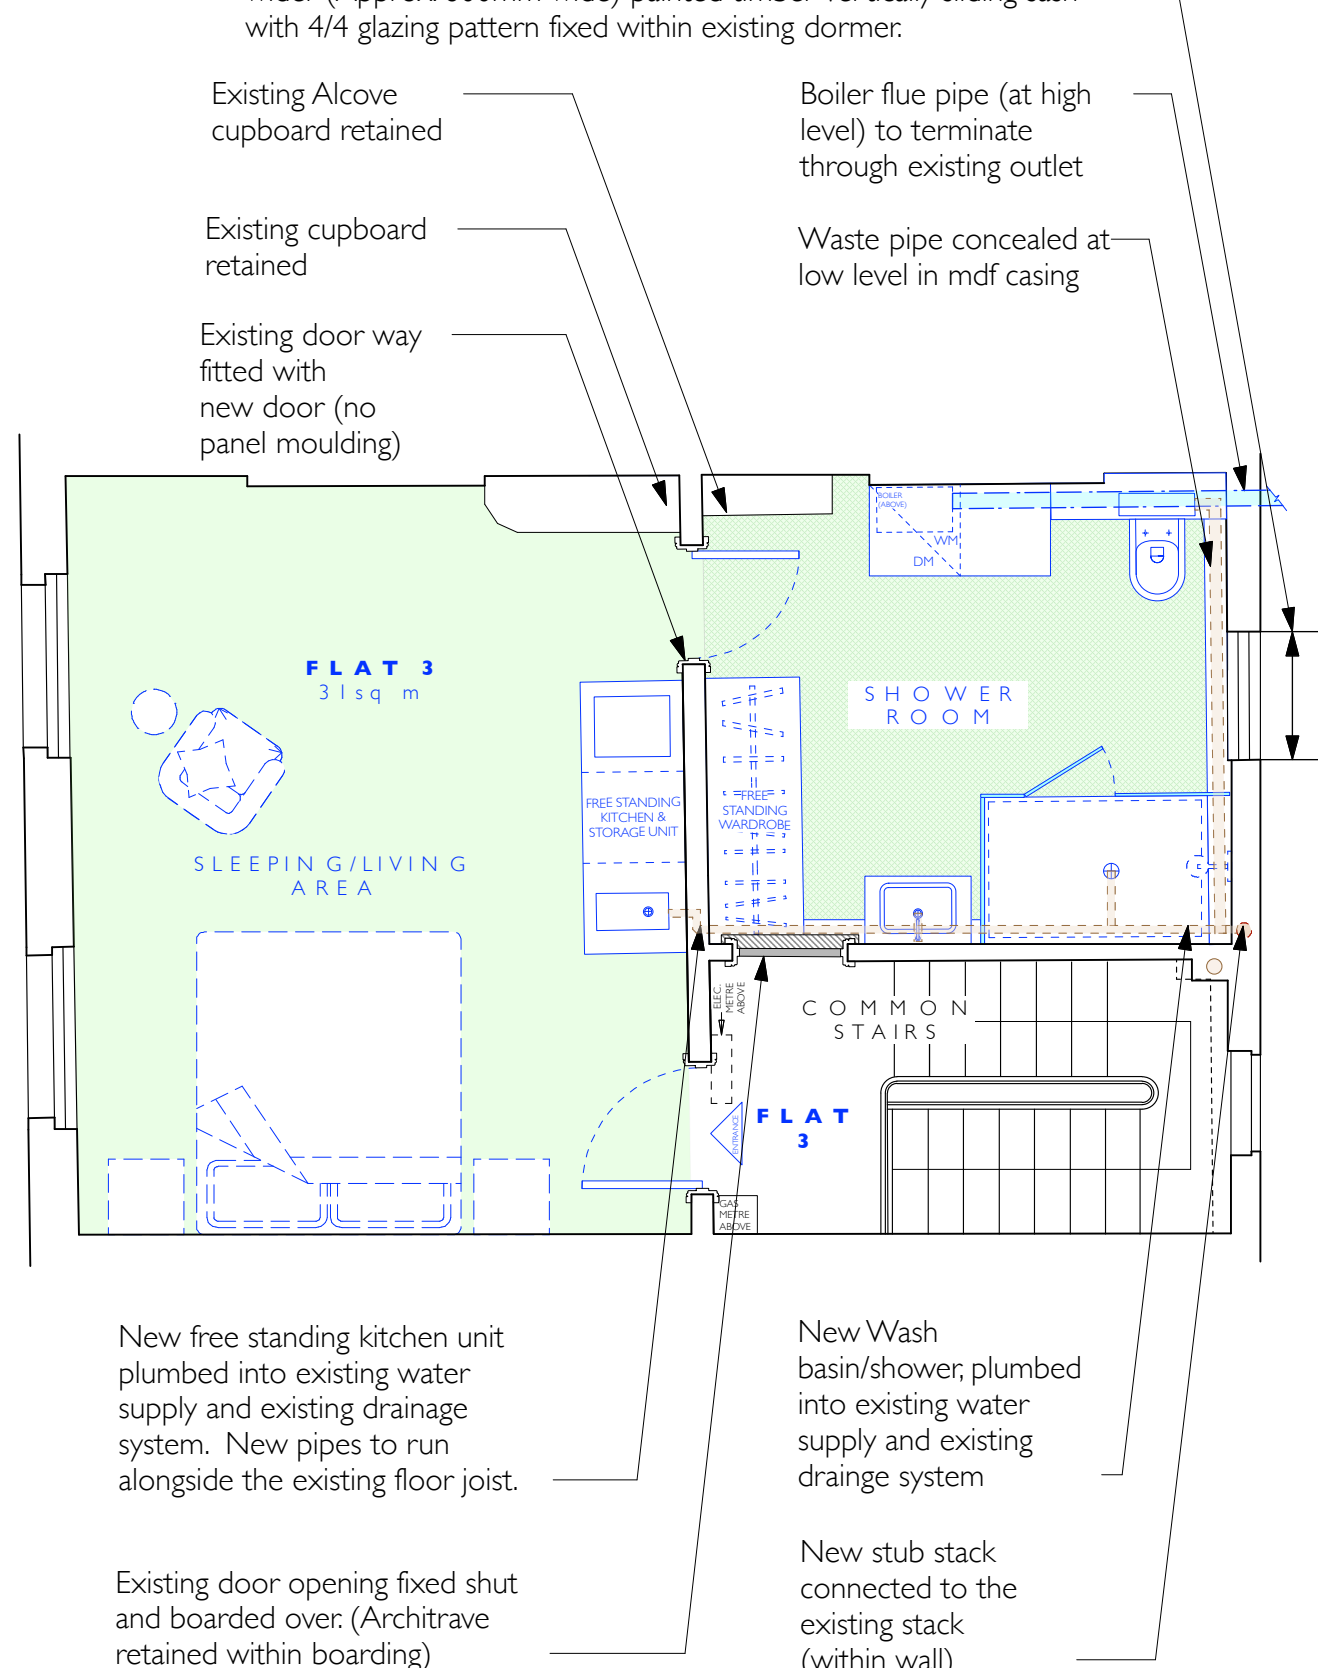 with 4/4 glazing pattern fixed within existing dormer.
Existing Alcove
cupboard retained
Boiler flue pipe (at high
level) to terminate
through existing outlet
Existing cupboard
retained
Waste pipe concealed at
low level in mdf casing
Existing door way
fitted with
new door (no
panel moulding)
BOILER
(ABOVE)
WM
DM
FLAT 3
31sq m
SHOWER
ROOM
FREE STANDING
KITCHEN &
STORAGE UNIT
FREE
STANDING
WARDROBE
SLEEPING/LIVING
AREA
ELEC.
METRE
ABOVE
COMMON
STAIRS
FLAT
3
ENTRANCE
GAS
METRE
ABOVE
New free standing kitchen unit
plumbed into existing water
supply and existing drainage
system. New pipes to run
alongside the existing floor joist.
New Wash
basin/shower, plumbed
into existing water
supply and existing
drainge system
Existing door opening fixed shut
and boarded over. (Architrave
retained within boarding)
New stub stack
connected to the
existing stack
(within wall)